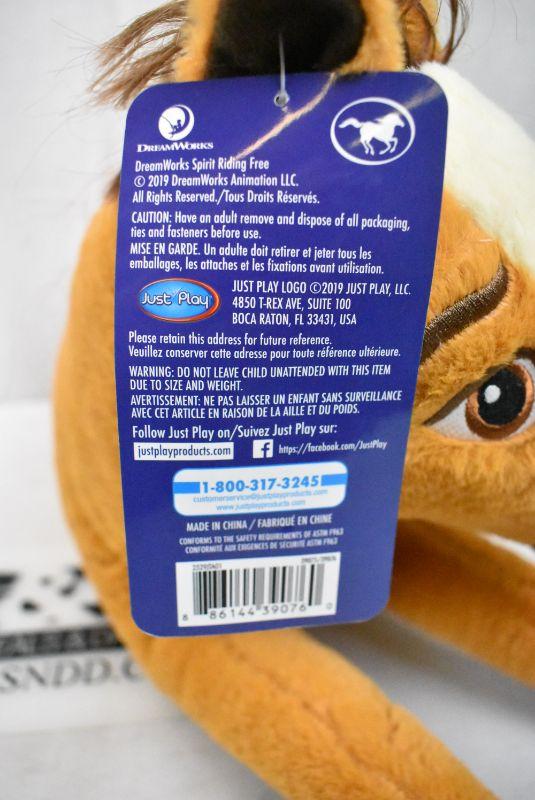 DREAMWORKS
DreamWorks Spirit Riding Free
© 2019 DreamWorks Animation LLC.
All Rights Reserved./Tous Droits Réservés.
CAUTION: Have an adult remove and dispose of all packaging,
ties and fasteners before use.
MISE EN GARDE. Un adulte doit retirer et jeter tous les
emballages, les attaches et les fixations avant utilisation.
Just Play
JUST PLAY LOGO ©2019 JUST PLAY, LLC.
4850 T-REX AVE, SUITE 100
BOCA RATON, FL 33431, USA
Please retain this address for future reference.
Veuillez conserver cette adresse pour toute référence ultérieure.
WARNING: DO NOT LEAVE CHILD UNATTENDED WITH THIS ITEM
DUE TO SIZE AND WEIGHT.
AVERTISSEMENT: NE PAS LAISSER UN ENFANT SANS SURVEILLANCE
AVEC CET ARTICLE EN RAISON DE LA AILLE ET DU POIDS.
Follow Just Play on/Suivez Just Play sur:
justplayproducts.com
f https://facebook.com/JustPlay
1-800-317-3245
customerservice@justplayproducts.com
www.justplayproducts.com
MADE IN CHINA / FABRIQUÉ EN CHINE
CONFORMS TO THE SAFETY REQUIREMENTS OF ASTM F963
CONFORMITÉ AUX EXIGENCES DE SÉCURITÉ ASTM F963
8 86144 39076 0
SNDD.C